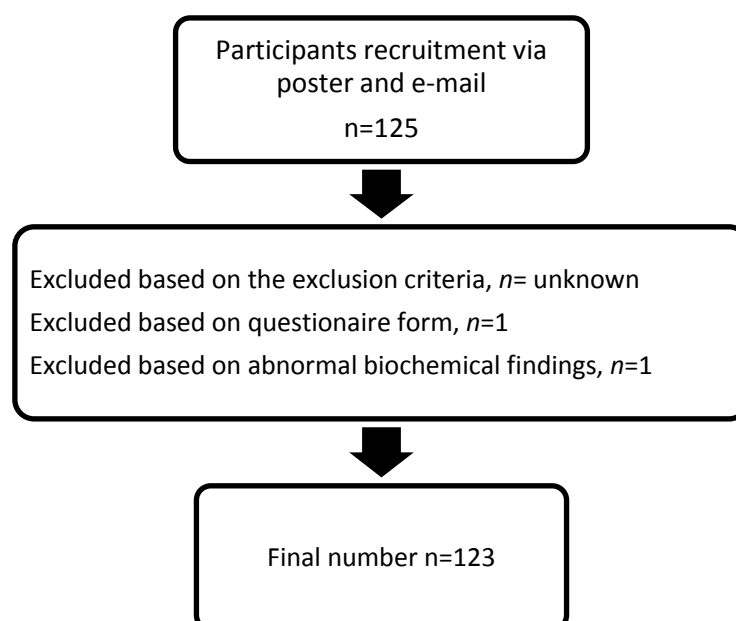 Participants recruitment via
poster and e-mail
n=125
Excluded based on the exclusion criteria, n= unknown
Excluded based on questionaire form, n=1
Excluded based on abnormal biochemical findings, n=1
Final number n=123